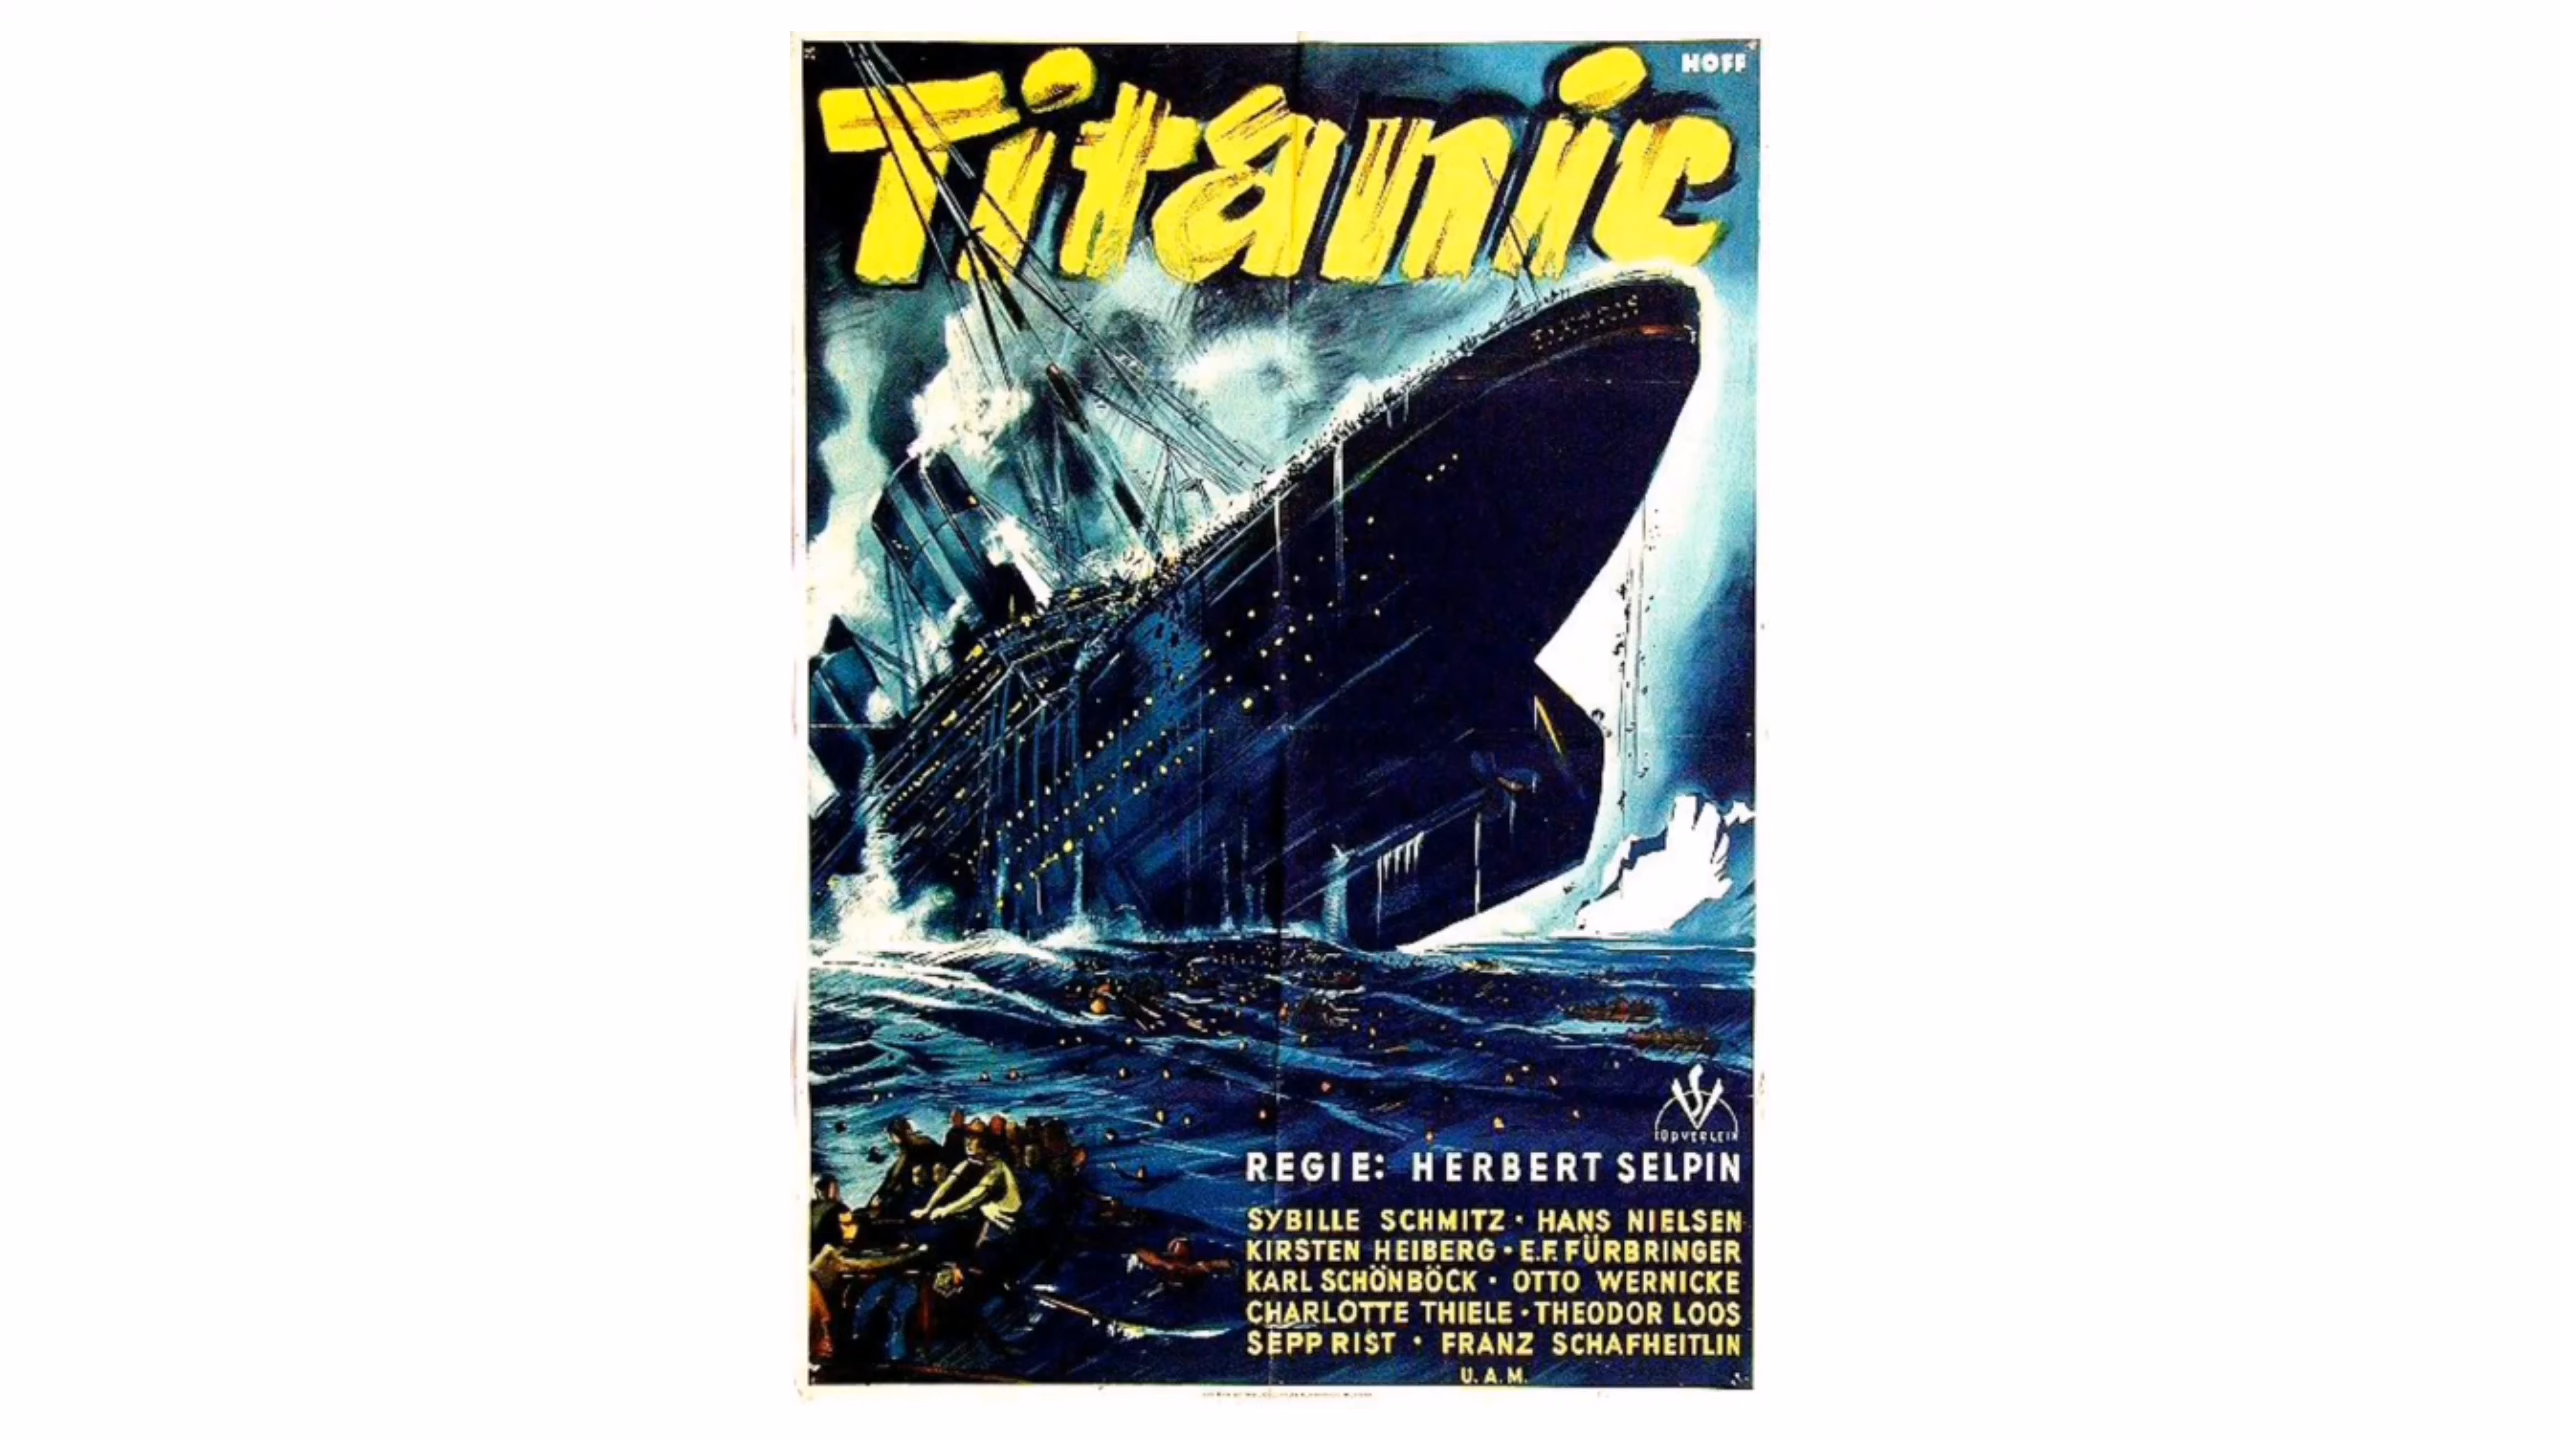 HOFF
Titanic
REGIE: HERBERT SELPIN
SYBILLE SCHMITZ · HANS NIELSEN
KIRSTEN HEIBERG · E.F. FÜRBRINGER
KARL SCHÖNBÖCK · OTTO WERNICKE
CHARLOTTE THIELE · THEODOR LOOS
SEPP RIST · FRANZ SCHAFHEITLIN
U. A. M.